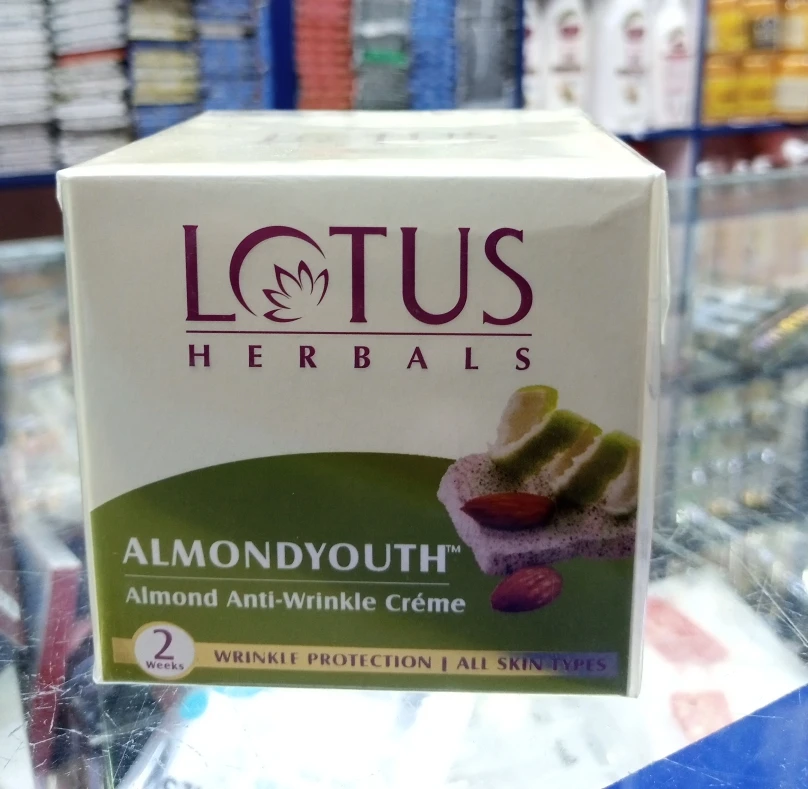 LOTUS
HERBALS
ALMONDYOUTH™
Almond Anti-Wrinkle Créme
2
Weeks
WRINKLE PROTECTION | ALL SKIN TYPES